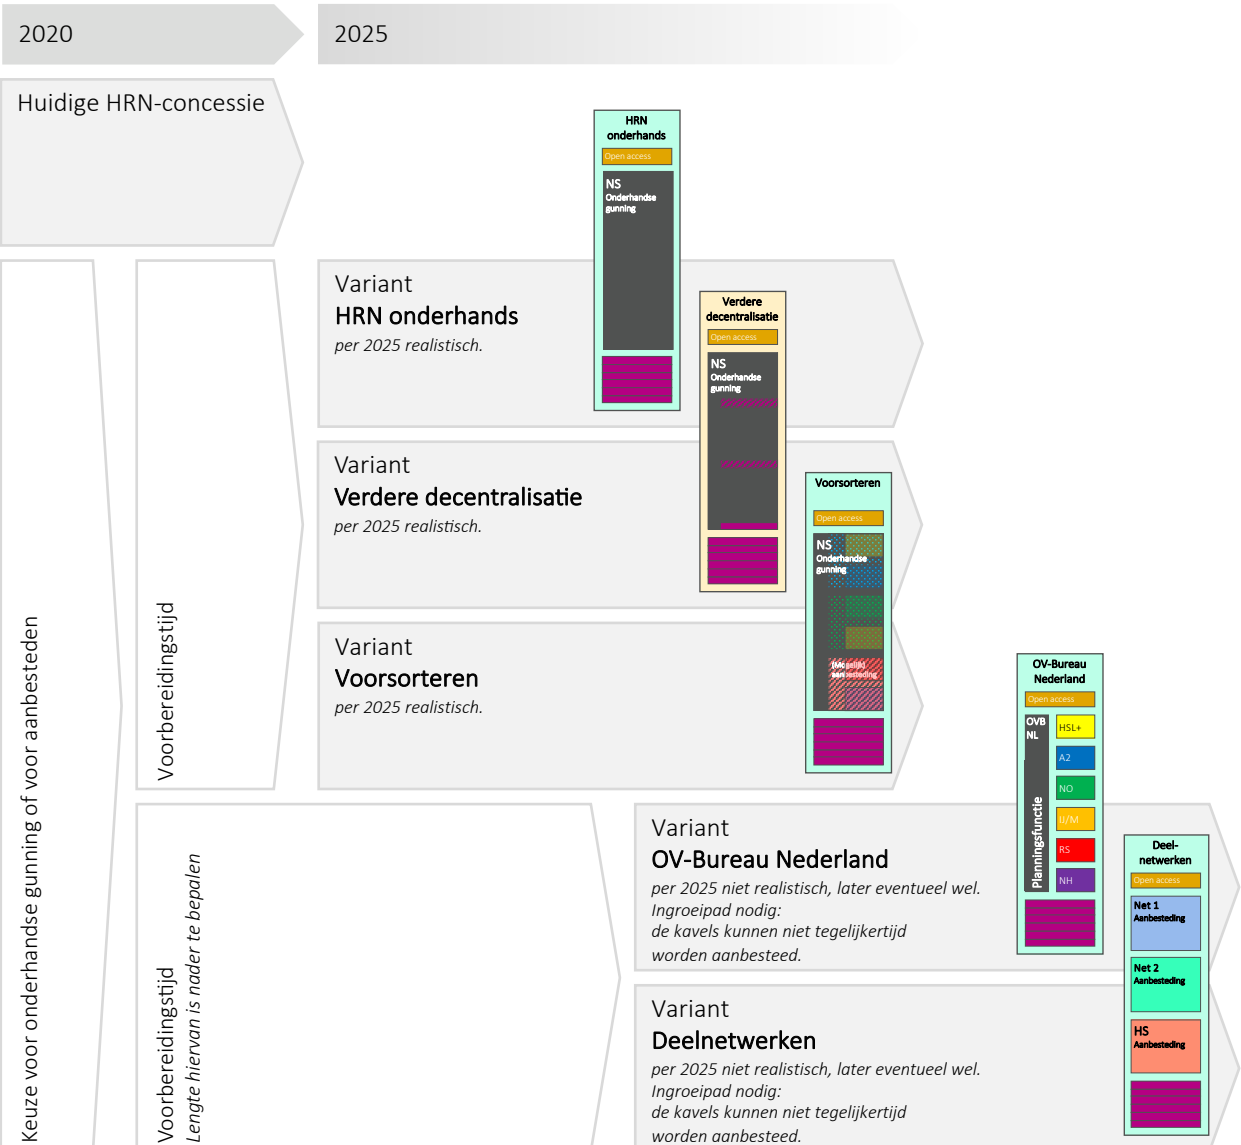 2020
2025
Huidige HRN-concessie
HRN
onderhands
Open access
NS
Onderhandse
gunning
Variant
HRN onderhands
per 2025 realistisch.
Verdere
decentralisatie
Open access
NS
Onderhandse
gunning
Variant
Verdere decentralisatie
per 2025 realistisch.
Voorsorteren
Open access
NS
Onderhandse
gunning
(Mogelijk)
aanbesteding
Variant
Voorsorteren
per 2025 realistisch.
Voorbereidingstijd
Keuze voor onderhandse gunning of voor aanbesteden
OV-Bureau
Nederland
Open access
OVB
NL
Planningsfunctie
HSL+
A2
NO
IJ/M
RS
NH
Variant
OV-Bureau Nederland
per 2025 niet realistisch, later eventueel wel.
Ingroeipad nodig:
de kavels kunnen niet tegelijkertijd
worden aanbesteed.
Voorbereidingstijd
Lengte hiervan is nader te bepalen
Deel-
netwerken
Open access
Net 1
Aanbesteding
Net 2
Aanbesteding
HS
Aanbesteding
Variant
Deelnetwerken
per 2025 niet realistisch, later eventueel wel.
Ingroeipad nodig:
de kavels kunnen niet tegelijkertijd
worden aanbesteed.